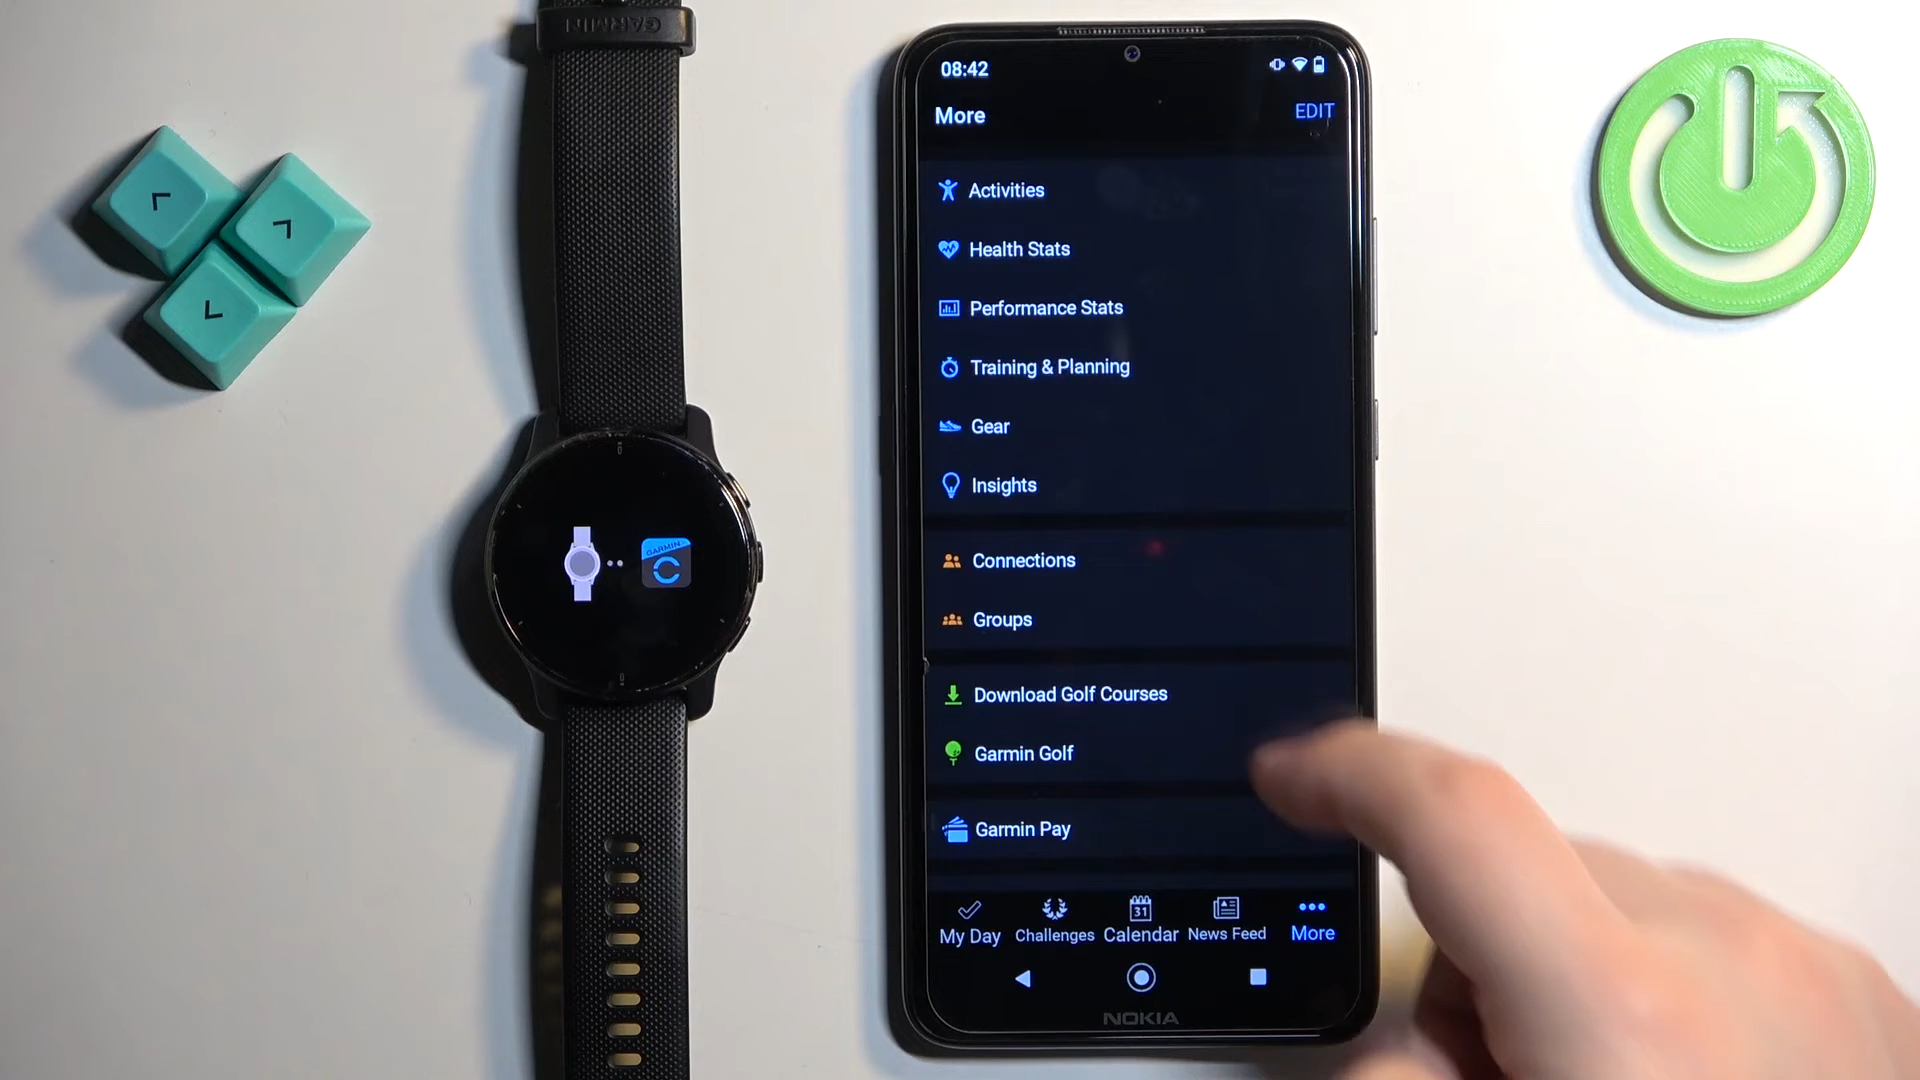 GARMIN
08:42
More
EDIT
Activities
Health Stats
Performance Stats
Training & Planning
Gear
Insights
Connections
Groups
Download Golf Courses
Garmin Golf
Garmin Pay
GARMIN
31
My Day
Challenges
Calendar
News Feed
More
NOKIA